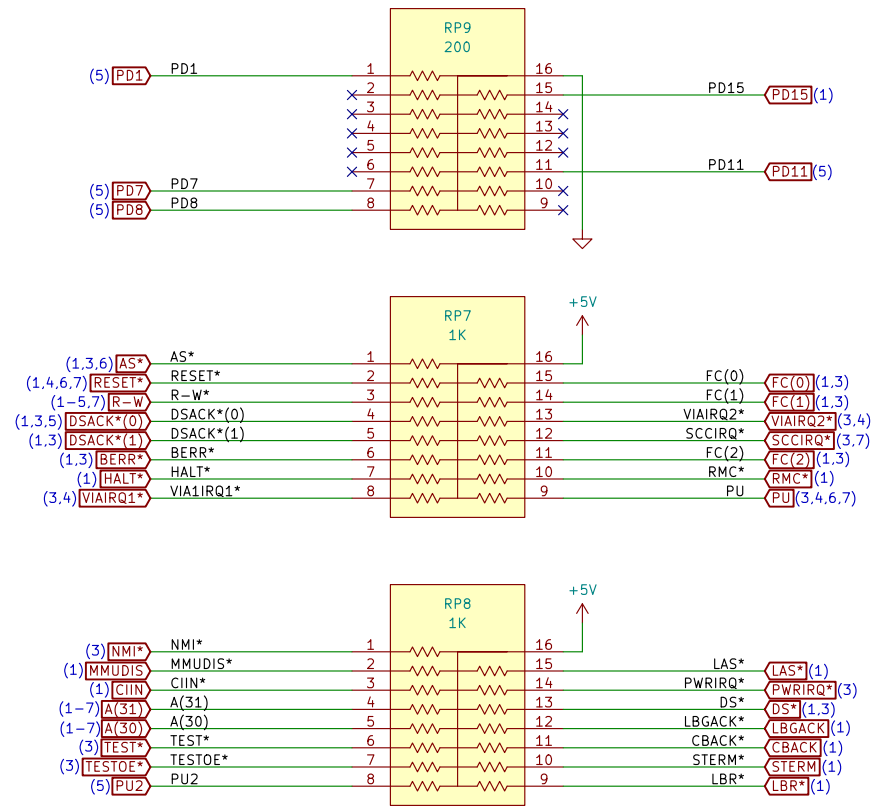 RP9
200
(5) PD1 PD1 1 16
2 15 PD15 PD15 (1)
3 14
4 13
5 12
6 11 PD11 PD11 (5)
(5) PD7 PD7 7 10
(5) PD8 PD8 8 9
+5V
RP7
1K
(1,3,6) AS* AS* 1 16
(1,4,6,7) RESET* RESET* 2 15 FC(0) FC(0) (1,3)
(1-5,7) R-W R-W* 3 14 FC(1) FC(1) (1,3)
(1,3,5) DSACK*(0) DSACK*(0) 4 13 VIAIRQ2* VIAIRQ2* (3,4)
(1,3) DSACK*(1) DSACK*(1) 5 12 SCCIRQ* SCCIRQ* (3,7)
(1,3) BERR* BERR* 6 11 FC(2) FC(2) (1,3)
(1) HALT* HALT* 7 10 RMC* RMC* (1)
(3,4) VIAIRQ1* VIA1IRQ1* 8 9 PU PU (3,4,6,7)
+5V
RP8
1K
(3) NMI* NMI* 1 16
(1) MMUDIS MMUDIS* 2 15 LAS* LAS* (1)
(1) CIIN CIIN* 3 14 PWRIRQ* PWRIRQ* (3)
(1-7) A(31) A(31) 4 13 DS* DS* (1,3)
(1-7) A(30) A(30) 5 12 LBGACK* LBGACK (1)
(3) TEST* TEST* 6 11 CBACK* CBACK (1)
(3) TESTOE* TESTOE* 7 10 STERM* STERM (1)
(5) PU2 PU2 8 9 LBR* LBR* (1)